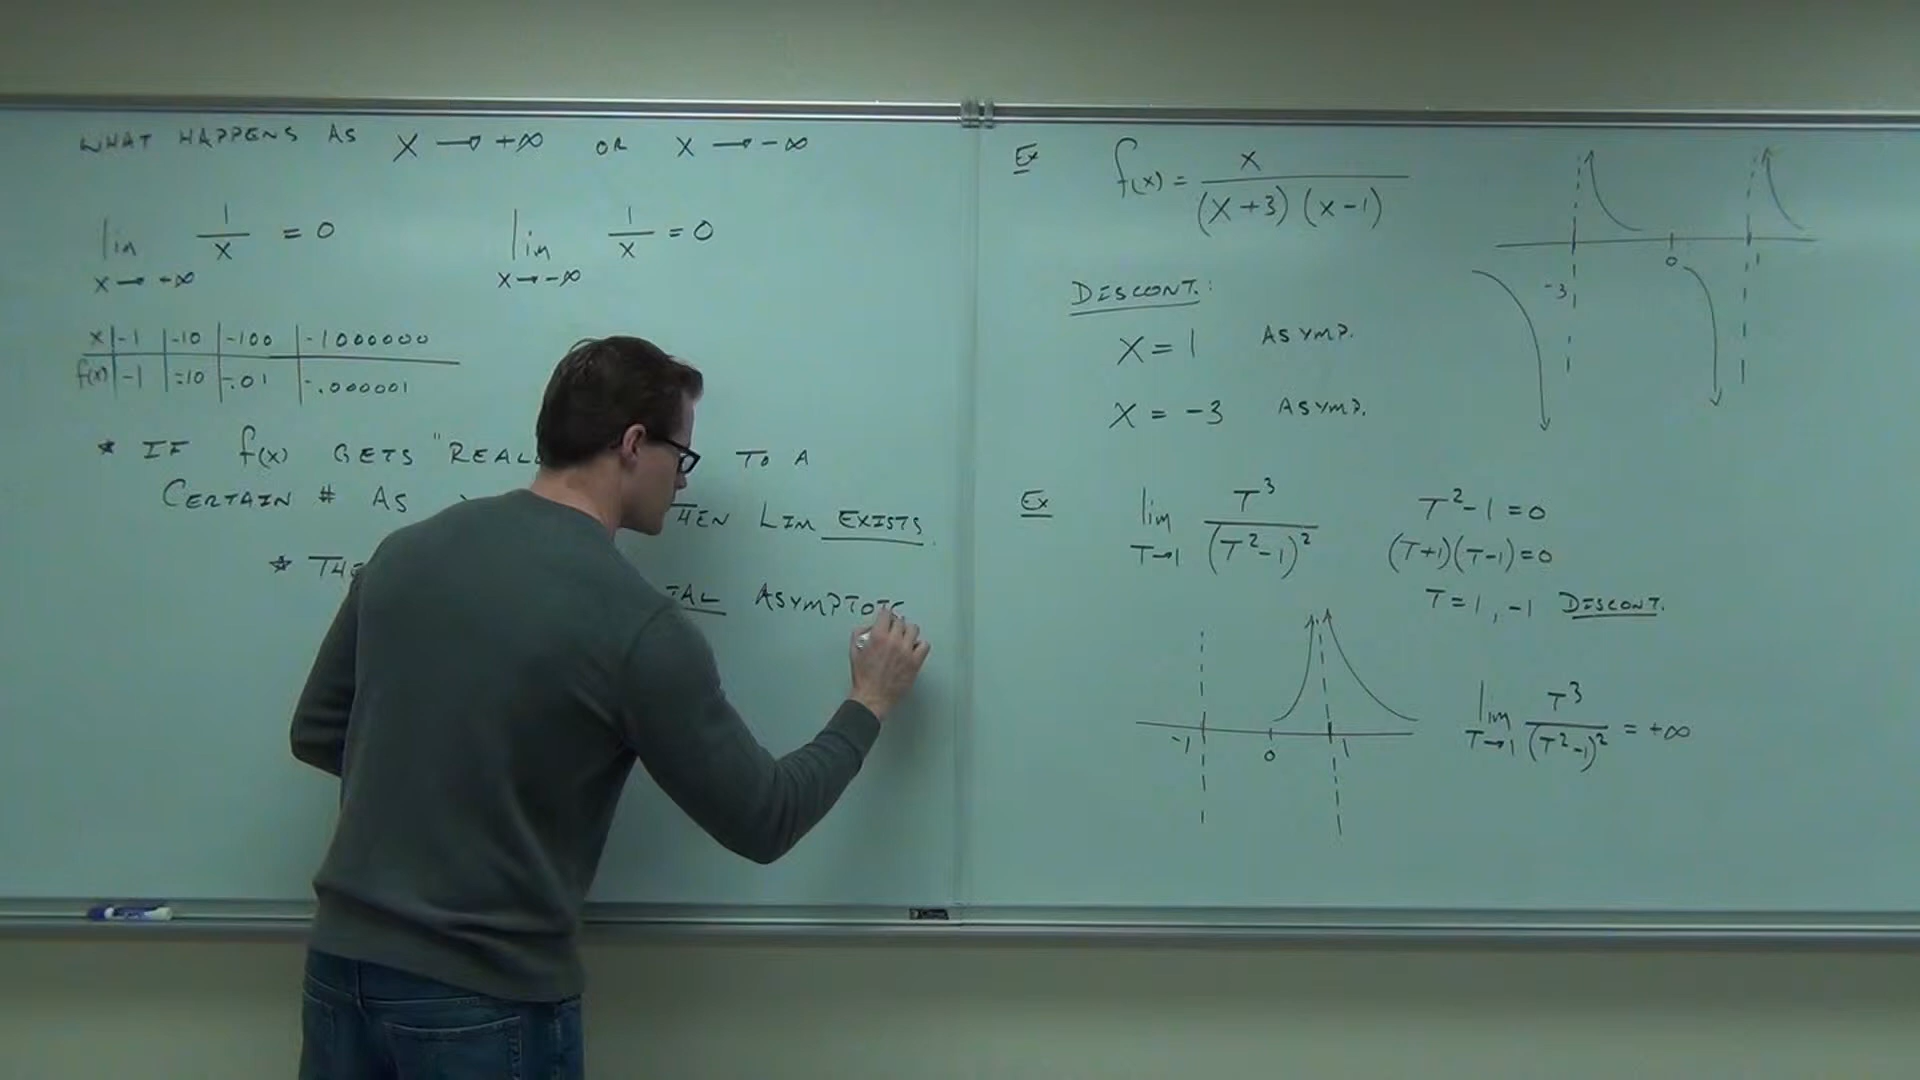 WHAT HAPPENS AS X → +∞ OR X → -∞
lim x → +∞ 1/x = 0
lim x → -∞ 1/x = 0
x | -1 | -10 | -100 | -1000000
f(x) | -1 | -.10 | -.01 | -.000001
* IF f(x) GETS "REAL TO A
CERTAIN # AS THEN LIM EXISTS.
* THE TAL ASYMPTOTE
Ex f(x) = x/((x+3)(x-1))
-3 0 1
DISCONT.:
X = 1 ASYMP.
X = -3 ASYMP.
Ex lim T→1 T³/(T²-1)²
T²-1=0
(T+1)(T-1)=0
T=1, -1 DISCONT.
-1 0 1
lim T→1 T³/(T²-1)² = +∞